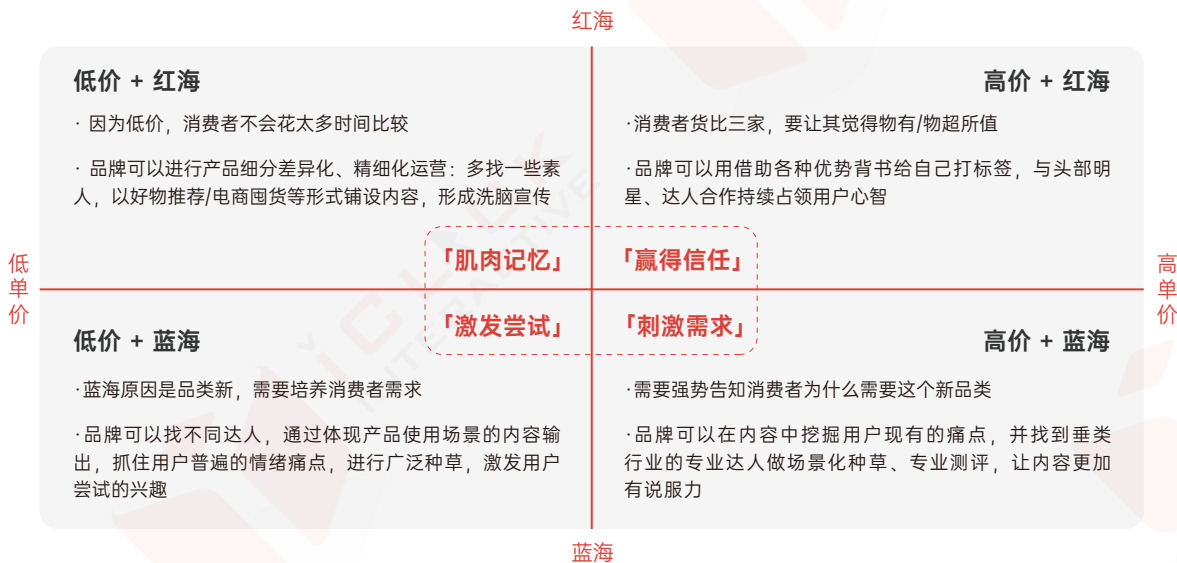 红海
低价 + 红海
· 因为低价，消费者不会花太多时间比较
· 品牌可以进行产品细分差异化、精细化运营：多找一些素
人，以好物推荐/电商囤货等形式铺设内容，形成洗脑宣传
「肌肉记忆」
高价 + 红海
·消费者货比三家，要让其觉得物有/物超所值
·品牌可以用借助各种优势背书给自己打标签，与头部明
星、达人合作持续占领用户心智
「赢得信任」
低单价
高单价
「激发尝试」
低价 + 蓝海
·蓝海原因是品类新，需要培养消费者需求
·品牌可以找不同达人，通过体现产品使用场景的内容输
出，抓住用户普遍的情绪痛点，进行广泛种草，激发用户
尝试的兴趣
「刺激需求」
高价 + 蓝海
·需要强势告知消费者为什么需要这个新品类
·品牌可以在内容中挖掘用户现有的痛点，并找到垂类
行业的专业达人做场景化种草、专业测评，让内容更加
有说服力
蓝海